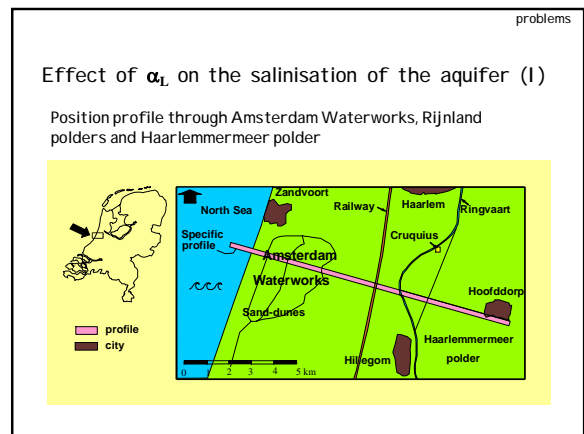 problems
Effect of αL on the salinisation of the aquifer (I)
Position profile through Amsterdam Waterworks, Rijnland
polders and Haarlemmermeer polder
Zandvoort
Haarlem
North Sea
Railway
Ringvaart
Specific
profile
Cruquius
Amsterdam
Waterworks
Hoofddorp
Sand-dunes
profile
city
Hillegom
Haarlemmermeer
polder
0 1 2 3 4 5 km